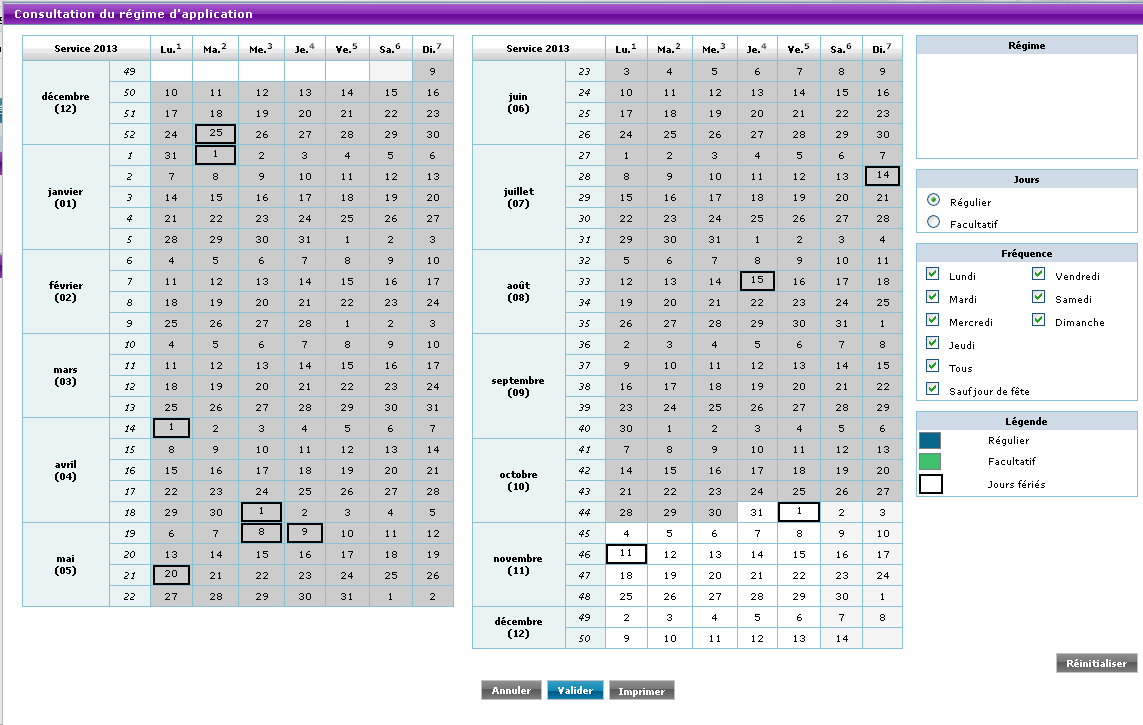 Consultation du régime d'application
Service 2013 Lu.1 Ma.2 Me.3 Je.4 Ve.5 Sa.6 Di.7
décembre
(12)
49 9
50 10 11 12 13 14 15 16
51 17 18 19 20 21 22 23
52 24 25 26 27 28 29 30
janvier
(01)
1 31 1 2 3 4 5 6
2 7 8 9 10 11 12 13
3 14 15 16 17 18 19 20
4 21 22 23 24 25 26 27
5 28 29 30 31 1 2 3
février
(02)
6 4 5 6 7 8 9 10
7 11 12 13 14 15 16 17
8 18 19 20 21 22 23 24
9 25 26 27 28 1 2 3
mars
(03)
10 4 5 6 7 8 9 10
11 11 12 13 14 15 16 17
12 18 19 20 21 22 23 24
13 25 26 27 28 29 30 31
avril
(04)
14 1 2 3 4 5 6 7
15 8 9 10 11 12 13 14
16 15 16 17 18 19 20 21
17 22 23 24 25 26 27 28
18 29 30 1 2 3 4 5
mai
(05)
19 6 7 8 9 10 11 12
20 13 14 15 16 17 18 19
21 20 21 22 23 24 25 26
22 27 28 29 30 31 1 2
Service 2013 Lu.1 Ma.2 Me.3 Je.4 Ve.5 Sa.6 Di.7
juin
(06)
23 3 4 5 6 7 8 9
24 10 11 12 13 14 15 16
25 17 18 19 20 21 22 23
26 24 25 26 27 28 29 30
juillet
(07)
27 1 2 3 4 5 6 7
28 8 9 10 11 12 13 14
29 15 16 17 18 19 20 21
30 22 23 24 25 26 27 28
31 29 30 31 1 2 3 4
août
(08)
32 5 6 7 8 9 10 11
33 12 13 14 15 16 17 18
34 19 20 21 22 23 24 25
35 26 27 28 29 30 31 1
septembre
(09)
36 2 3 4 5 6 7 8
37 9 10 11 12 13 14 15
38 16 17 18 19 20 21 22
39 23 24 25 26 27 28 29
40 30 1 2 3 4 5 6
octobre
(10)
41 7 8 9 10 11 12 13
42 14 15 16 17 18 19 20
43 21 22 23 24 25 26 27
44 28 29 30 31 1 2 3
novembre
(11)
45 4 5 6 7 8 9 10
46 11 12 13 14 15 16 17
47 18 19 20 21 22 23 24
48 25 26 27 28 29 30 1
décembre
(12)
49 2 3 4 5 6 7 8
50 9 10 11 12 13 14
Régime
Jours
Régulier
Facultatif
Fréquence
Lundi Vendredi
Mardi Samedi
Mercredi Dimanche
Jeudi
Tous
Sauf jour de fête
Légende
Régulier
Facultatif
Jours fériés
Réinitialiser
Annuler Valider Imprimer